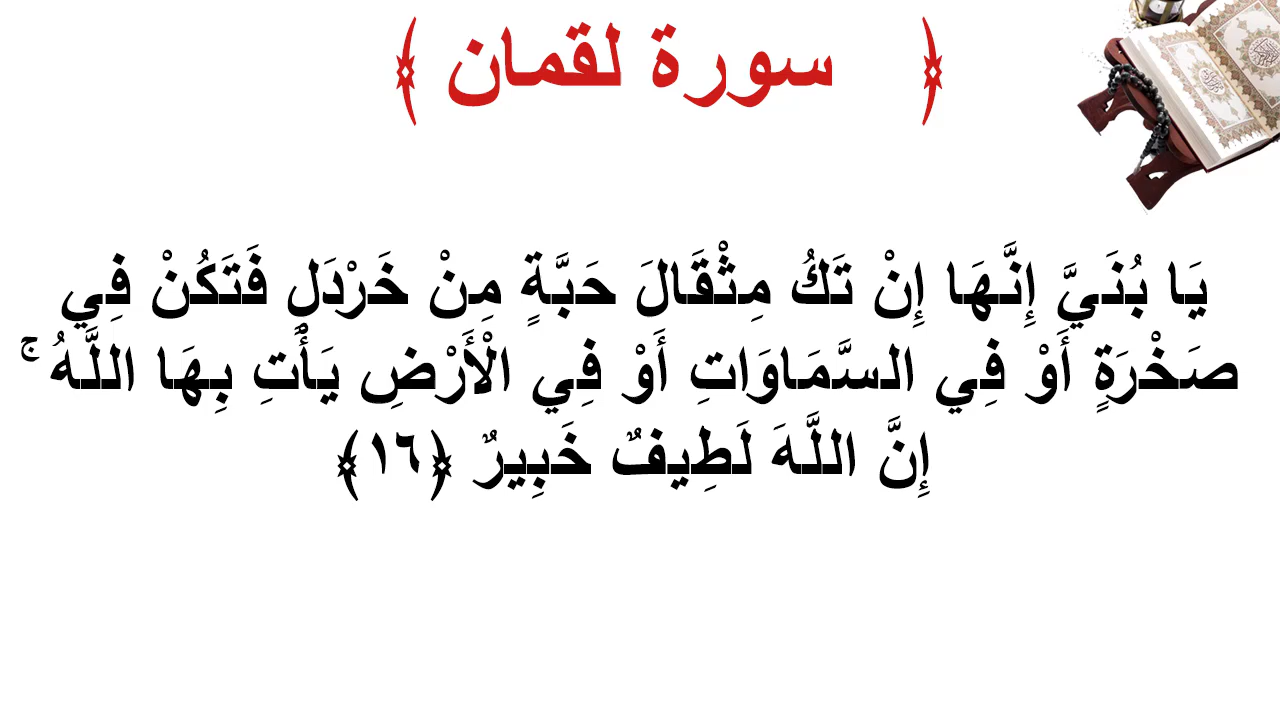 ﴿ سورة لقمان ﴾
يَا بُنَيَّ إِنَّهَا إِنْ تَكُ مِثْقَالَ حَبَّةٍ مِنْ خَرْدَلٍ فَتَكُنْ فِي
صَخْرَةٍ أَوْ فِي السَّمَاوَاتِ أَوْ فِي الْأَرْضِ يَأْتِ بِهَا اللَّهُ ۚ
إِنَّ اللَّهَ لَطِيفٌ خَبِيرٌ ﴿١٦﴾